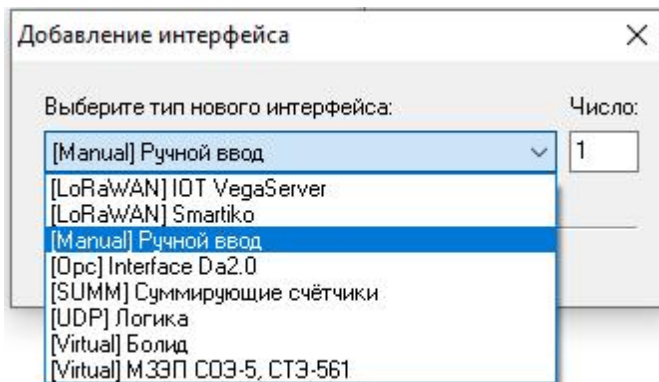 Добавление интерфейса
Выберите тип нового интерфейса: Число:
[Manual] Ручной ввод 1
[LoRaWAN] IOT VegaServer
[LoRaWAN] Smartiko
[Manual] Ручной ввод
[Opc] Interface Da2.0
[SUMM] Суммирующие счётчики
[UDP] Логика
[Virtual] Болид
[Virtual] МЗЭП СОЭ-5, СТЭ-561